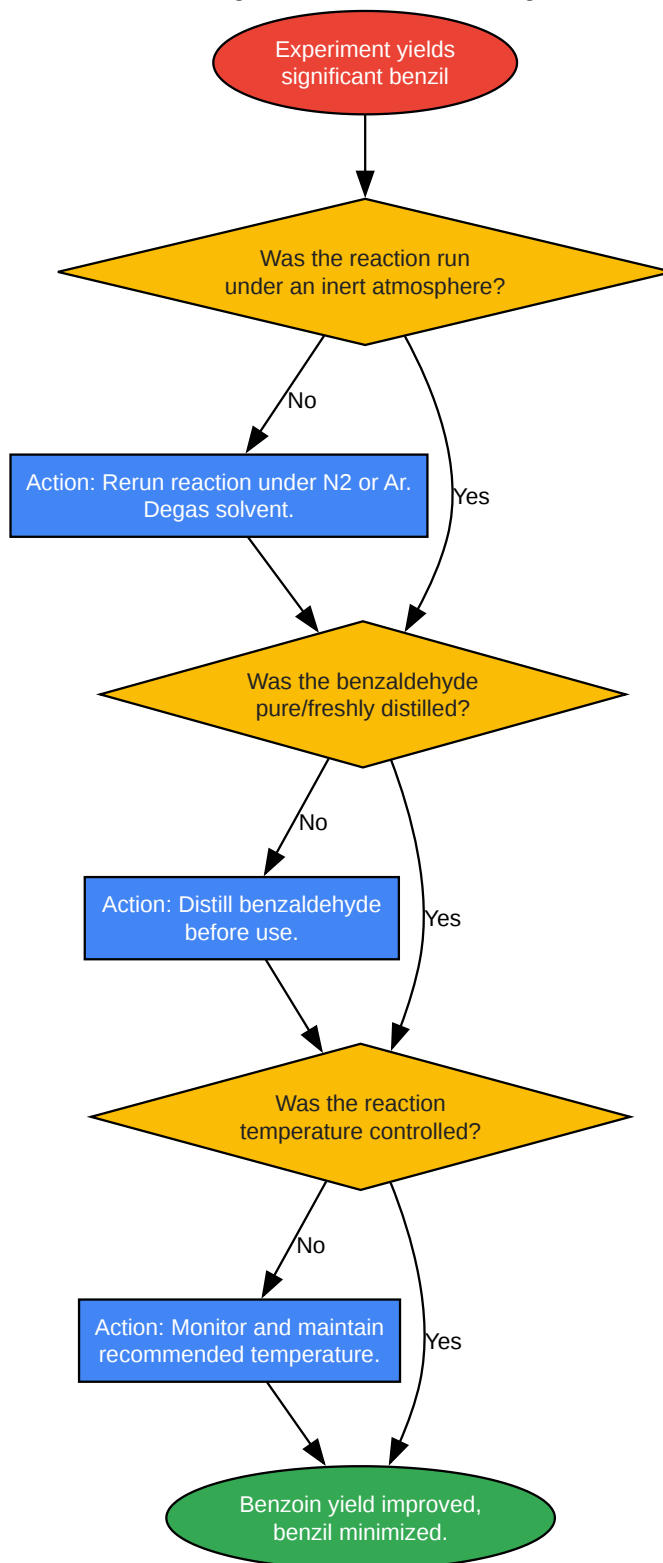 Experiment yields
significant benzil
Was the reaction run
under an inert atmosphere?
No
Action: Rerun reaction under N2 or Ar.
Degas solvent.
Yes
Was the benzaldehyde
pure/freshly distilled?
No
Action: Distill benzaldehyde
before use.
Yes
Was the reaction
temperature controlled?
No
Action: Monitor and maintain
recommended temperature.
Yes
Benzoin yield improved,
benzil minimized.